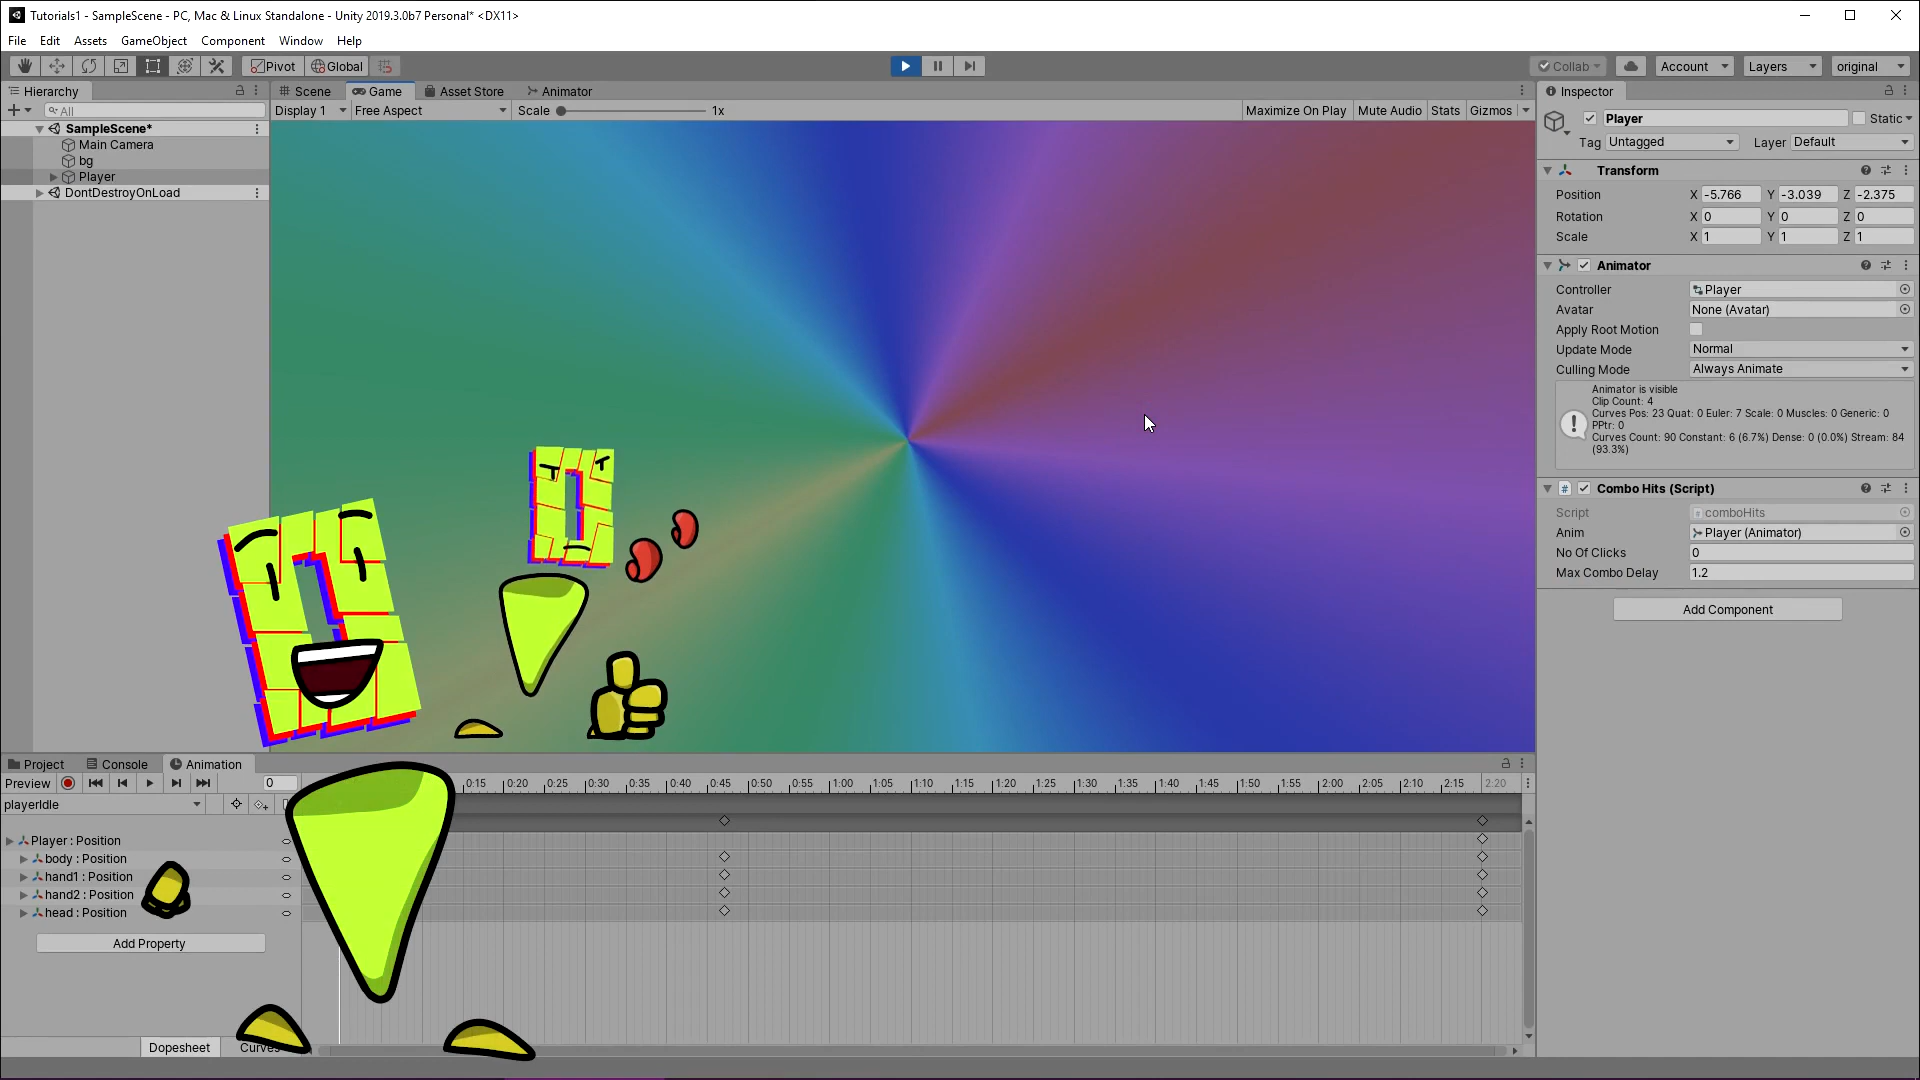 Tutorials1 - SampleScene - PC, Mac & Linux Standalone - Unity 2019.3.0b7 Personal* <DX11>
File Edit Assets GameObject Component Window Help
Pivot Global Collab Account Layers original
Hierarchy Scene Game Asset Store Animator Inspector
All Display 1 Free Aspect Scale 1x Maximize On Play Mute Audio Stats Gizmos
SampleScene*
Main Camera
bg
Player
DontDestroyOnLoad
Player Static
Tag Untagged Layer Default
Transform
Position X -5.766 Y -3.039 Z -2.375
Rotation X 0 Y 0 Z 0
Scale X 1 Y 1 Z 1
Animator
Controller Player
Avatar None (Avatar)
Apply Root Motion
Update Mode Normal
Culling Mode Always Animate
Animator is visible
Clip Count: 4
Curves Pos: 23 Quat: 0 Euler: 7 Scale: 0 Muscles: 0 Generic: 0
PPtr: 0
Curves Count: 90 Constant: 6 (6.7%) Dense: 0 (0.0%) Stream: 84
(93.3%)
Combo Hits (Script)
Script comboHits
Anim Player (Animator)
No Of Clicks 0
Max Combo Delay 1.2
Add Component
Project Console Animation
Preview 0 0:15 0:20 0:25 0:30 0:35 0:40 0:45 0:50 0:55 1:00 1:05 1:10 1:15 1:20 1:25 1:30 1:35 1:40 1:45 1:50 1:55 2:00 2:05 2:10 2:15 2:20
playerIdle
Player : Position
body : Position
hand1 : Position
hand2 : Position
head : Position
Add Property
Dopesheet Curves